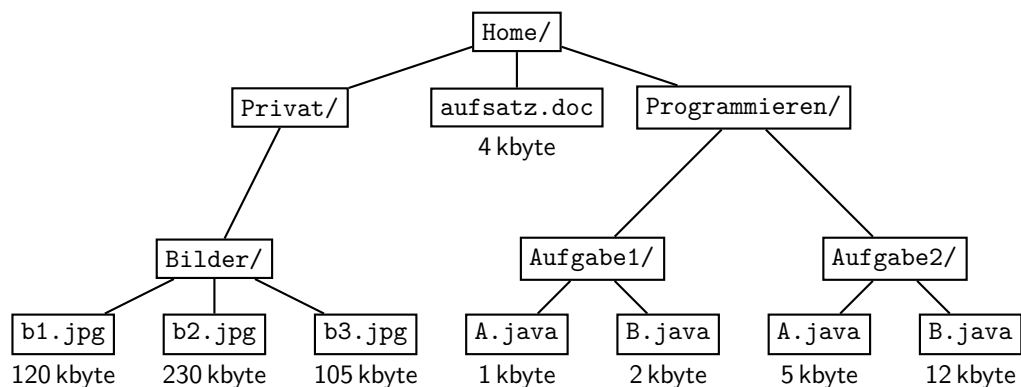 Home/
Privat/ aufsatz.doc Programmieren/
4 kbyte
Bilder/ Aufgabe1/ Aufgabe2/
b1.jpg b2.jpg b3.jpg A.java B.java A.java B.java
120 kbyte 230 kbyte 105 kbyte 1 kbyte 2 kbyte 5 kbyte 12 kbyte